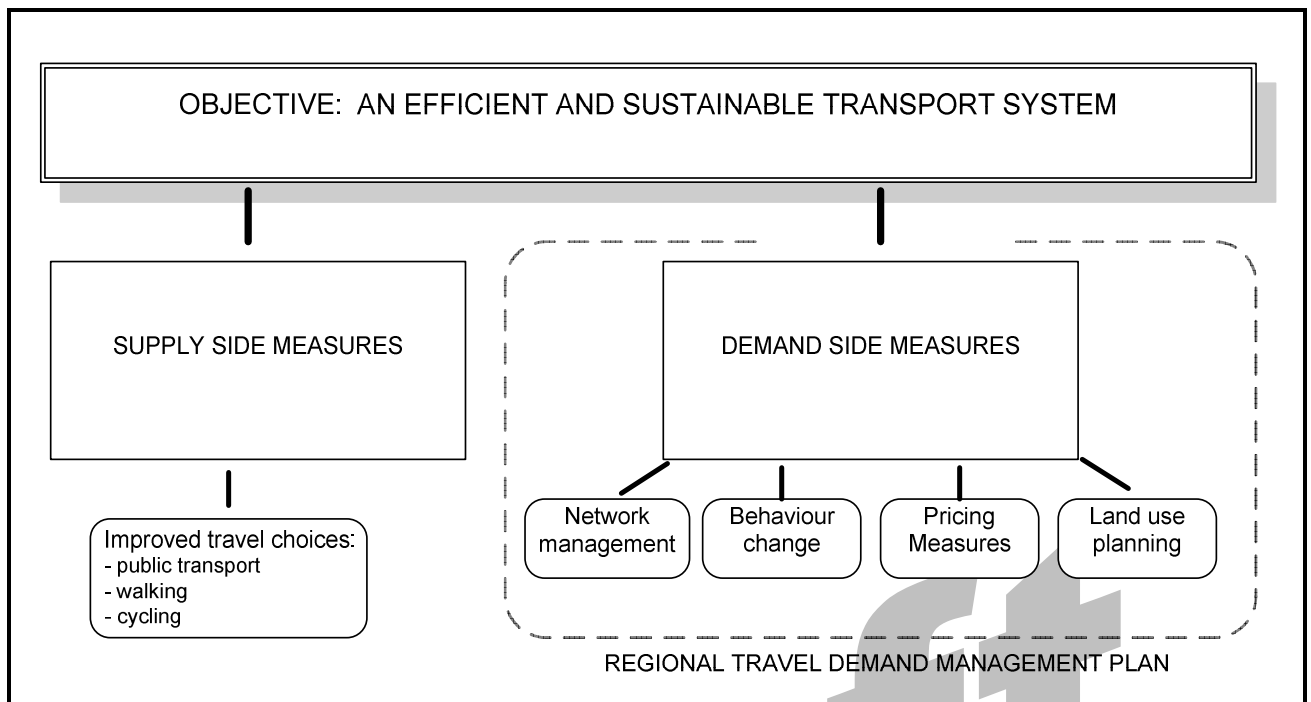 OBJECTIVE: AN EFFICIENT AND SUSTAINABLE TRANSPORT SYSTEM
SUPPLY SIDE MEASURES
DEMAND SIDE MEASURES
Improved travel choices:
- public transport
- walking
- cycling
Network
management
Behaviour
change
Pricing
Measures
Land use
planning
REGIONAL TRAVEL DEMAND MANAGEMENT PLAN